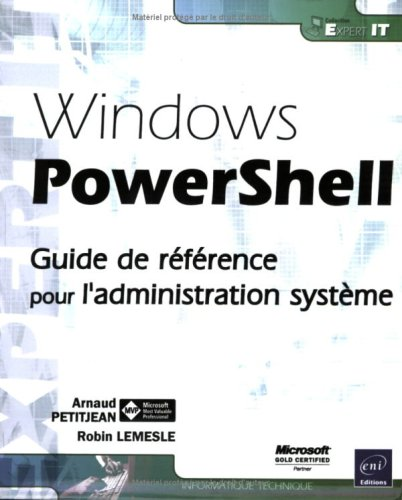 Matériel protégé par le droit d'auteur
Collection
EXPERT IT
Windows
PowerShell
Guide de référence
pour l'administration système
EXPERT IT
Arnaud
PETITJEAN
MVP
Microsoft
Most Valuable
Professional
Robin LEMESLE
Microsoft
GOLD CERTIFIED
Partner
eni
Editions
INFORMATIQUE TECHNIQUE